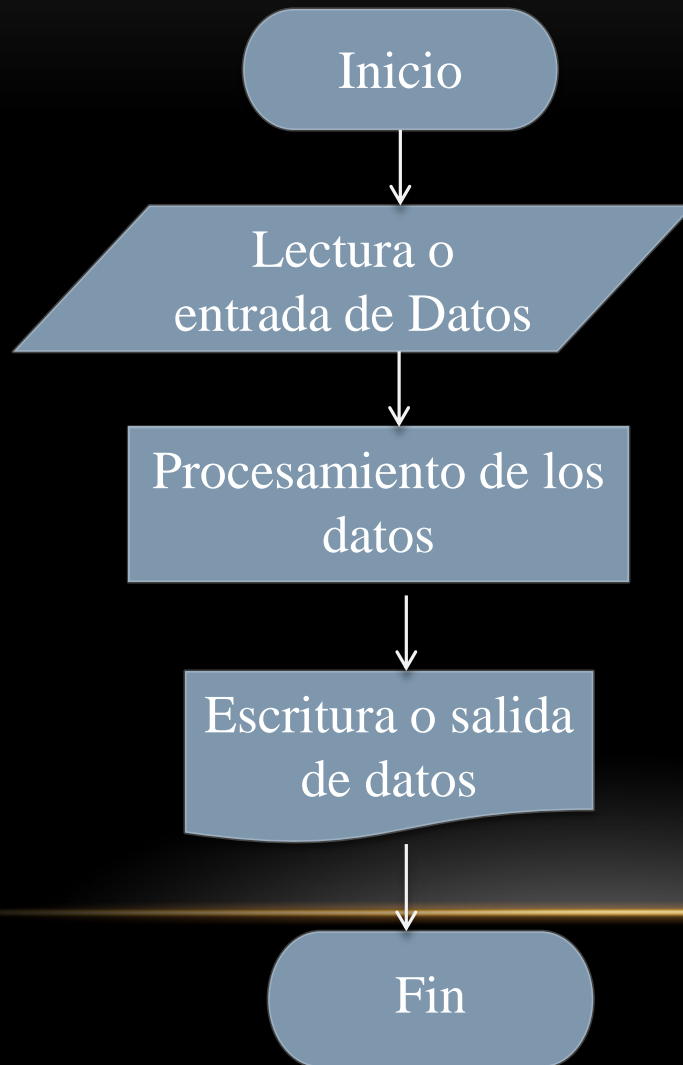 Inicio
Lectura o
entrada de Datos
Procesamiento de los
datos
Escritura o salida
de datos
Fin